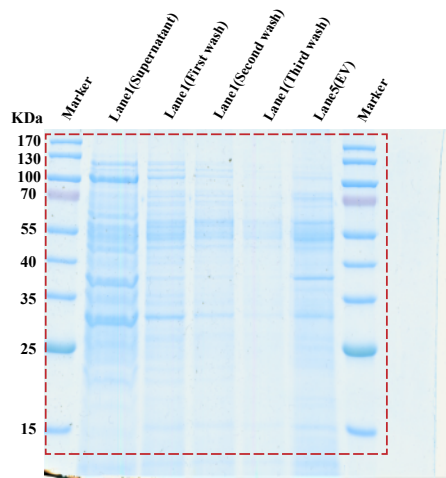 Marker
Lane1(Supernatant)
Lane1(First wash)
Lane1(Second wash)
Lane1(Third wash)
Lane5(EV)
Marker
KDa
170
130
100
70
55
40
35
25
15